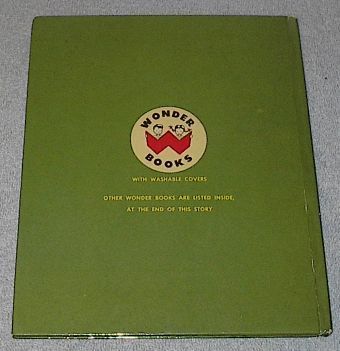 WONDER
BOOKS
WITH WASHABLE COVERS
OTHER WONDER BOOKS ARE LISTED INSIDE,
AT THE END OF THIS STORY